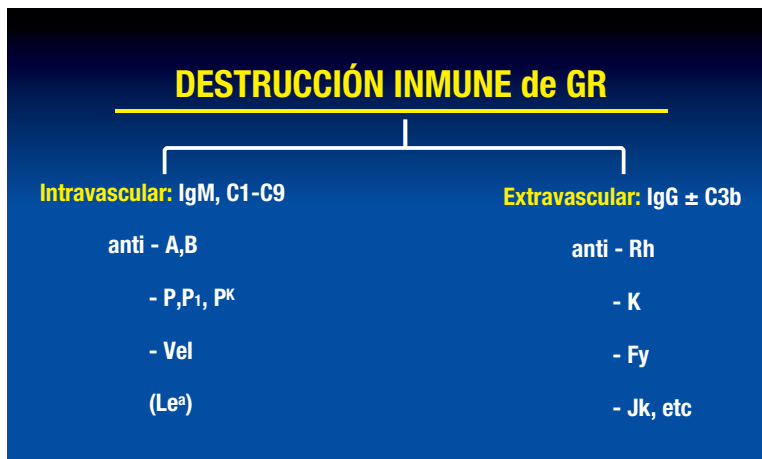 DESTRUCCIÓN INMUNE de GR
Intravascular: IgM, C1-C9
anti - A,B
- P,P₁, Pᴷ
- Vel
(Leᵃ)
Extravascular: IgG ± C3b
anti - Rh
- K
- Fy
- Jk, etc